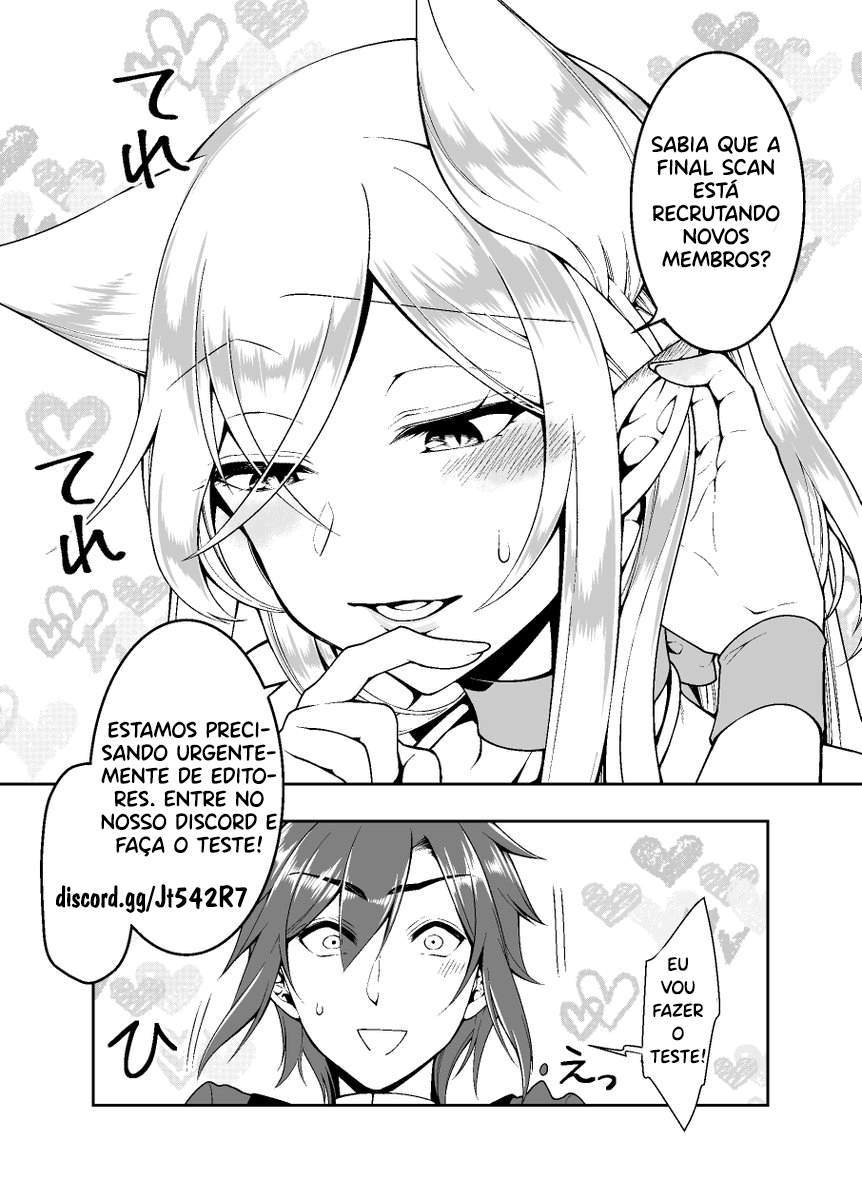 SABIA QUE A
FINAL SCAN
ESTÁ
RECRUTANDO
NOVOS
MEMBROS?
てれ
てれ
ESTAMOS PRECI-
SANDO URGENTE-
MENTE DE EDITO-
RES. ENTRE NO
NOSSO DISCORD E
FAÇA O TESTE!
discord.gg/Jt542R7
EU
VOU
FAZER
O
TESTE!
ひ
えっ